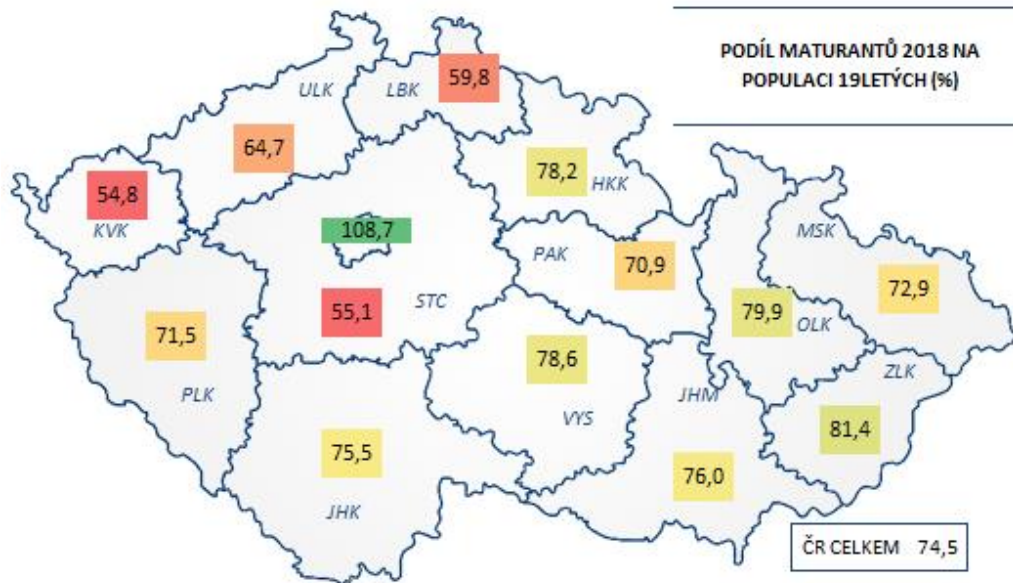 PODÍL MATURANTŮ 2018 NA
POPULACI 19LETÝCH (%)
ULK
LBK
59,8
64,7
78,2
HKK
54,8
KVK
108,7
MSK
PAK
70,9
72,9
STC
55,1
71,5
79,9
OLK
78,6
PLK
VYS
JHM
ZLK
81,4
75,5
76,0
JHK
ČR CELKEM 74,5